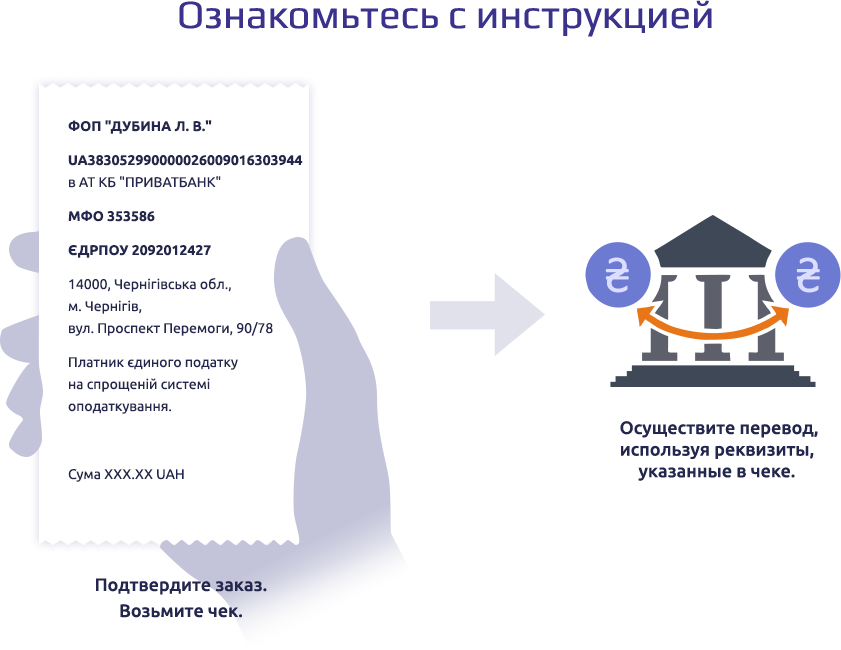 Ознакомьтесь с инструкцией
ФОП "ДУБИНА Л. В."
UA383052990000026009016303944
в АТ КБ "ПРИВАТБАНК"
МФО 353586
ЄДРПОУ 2092012427
14000, Чернігівська обл.,
м. Чернігів,
вул. Проспект Перемоги, 90/78
Платник єдиного податку
на спрощеній системі
оподаткування.
Сума XXX.XX UAH
Подтвердите заказ.
Возьмите чек.
₴ ₴
Осуществите перевод,
используя реквизиты,
указанные в чеке.